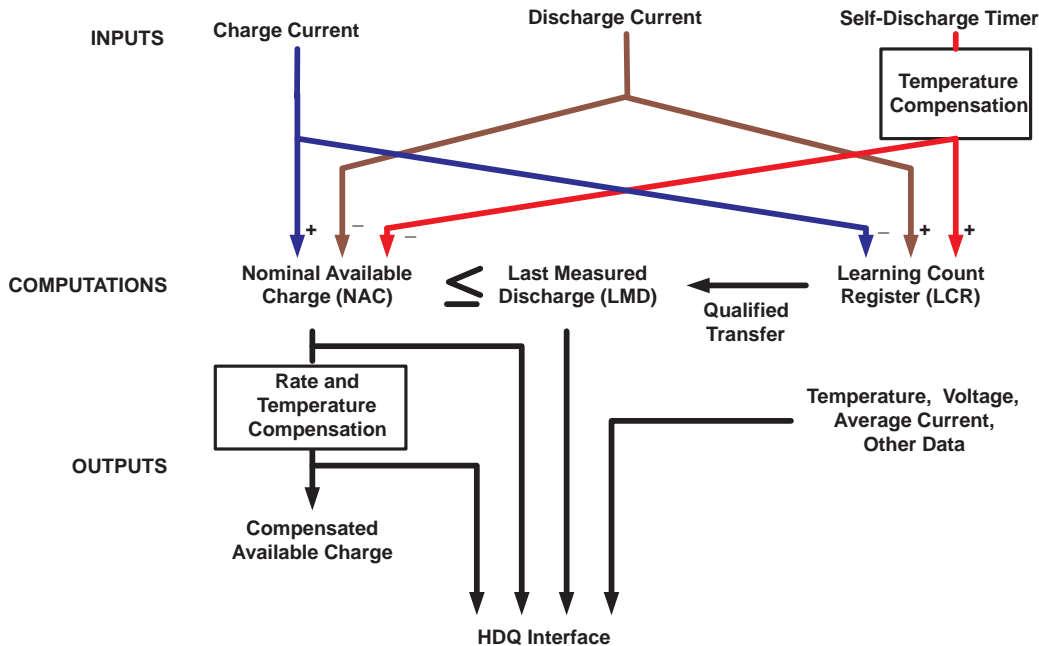 INPUTS
Charge Current
Discharge Current
Self-Discharge Timer
Temperature
Compensation
+
–
–
–
+
+
COMPUTATIONS
Nominal Available
Charge (NAC)
≤
Last Measured
Discharge (LMD)
Qualified
Transfer
Learning Count
Register (LCR)
Rate and
Temperature
Compensation
Temperature, Voltage,
Average Current,
Other Data
OUTPUTS
Compensated
Available Charge
HDQ Interface